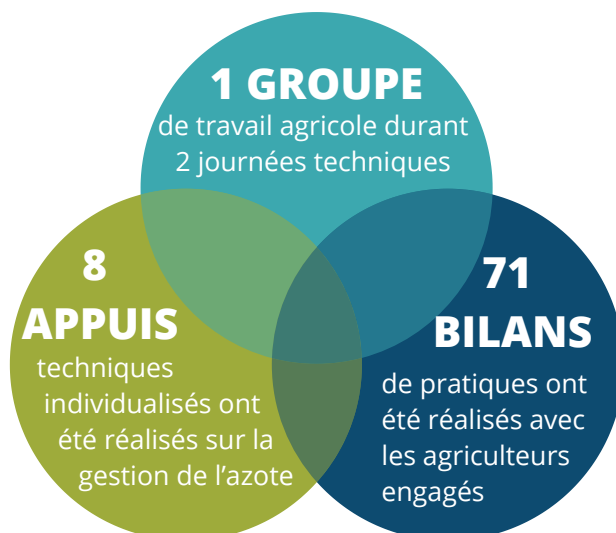 1 GROUPE
de travail agricole durant
2 journées techniques
8
APPUIS
techniques
individualisés ont
été réalisés sur la
gestion de l'azote
71
BILANS
de pratiques ont
été réalisés avec
les agriculteurs
engagés